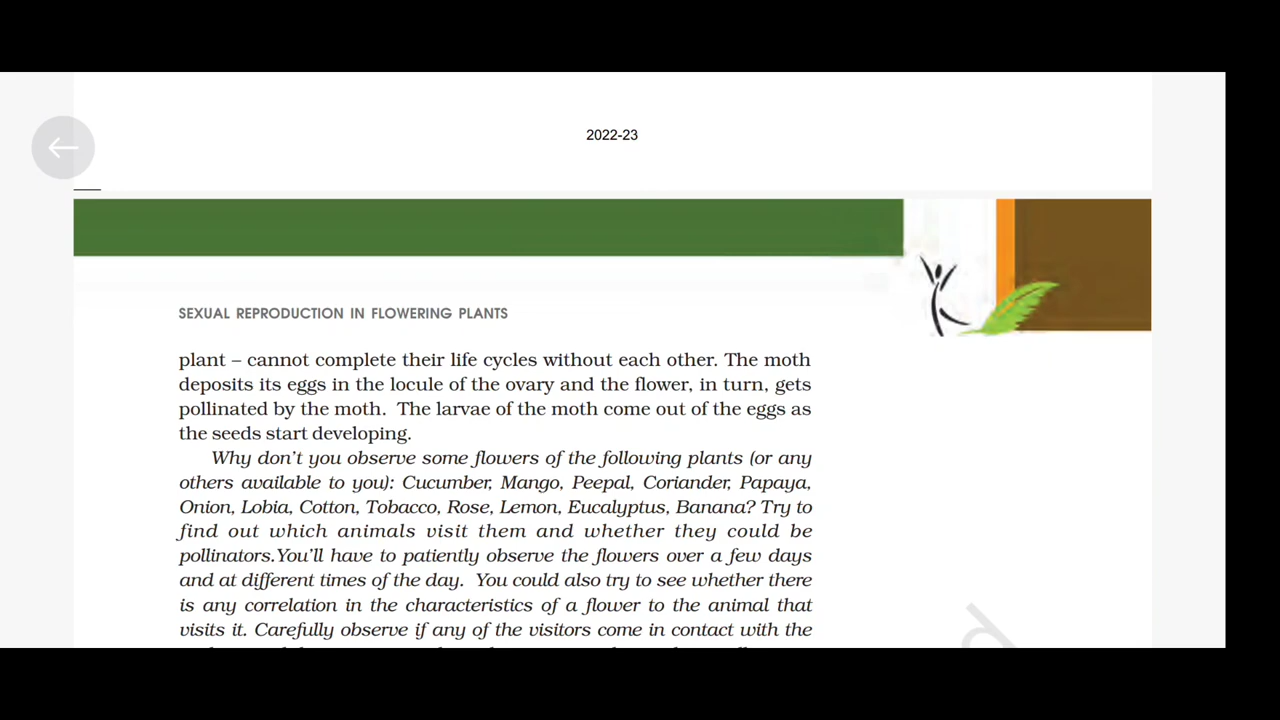 2022-23
SEXUAL REPRODUCTION IN FLOWERING PLANTS
plant – cannot complete their life cycles without each other. The moth
deposits its eggs in the locule of the ovary and the flower, in turn, gets
pollinated by the moth. The larvae of the moth come out of the eggs as
the seeds start developing.
Why don't you observe some flowers of the following plants (or any
others available to you): Cucumber, Mango, Peepal, Coriander, Papaya,
Onion, Lobia, Cotton, Tobacco, Rose, Lemon, Eucalyptus, Banana? Try to
find out which animals visit them and whether they could be
pollinators.You'll have to patiently observe the flowers over a few days
and at different times of the day. You could also try to see whether there
is any correlation in the characteristics of a flower to the animal that
visits it. Carefully observe if any of the visitors come in contact with the